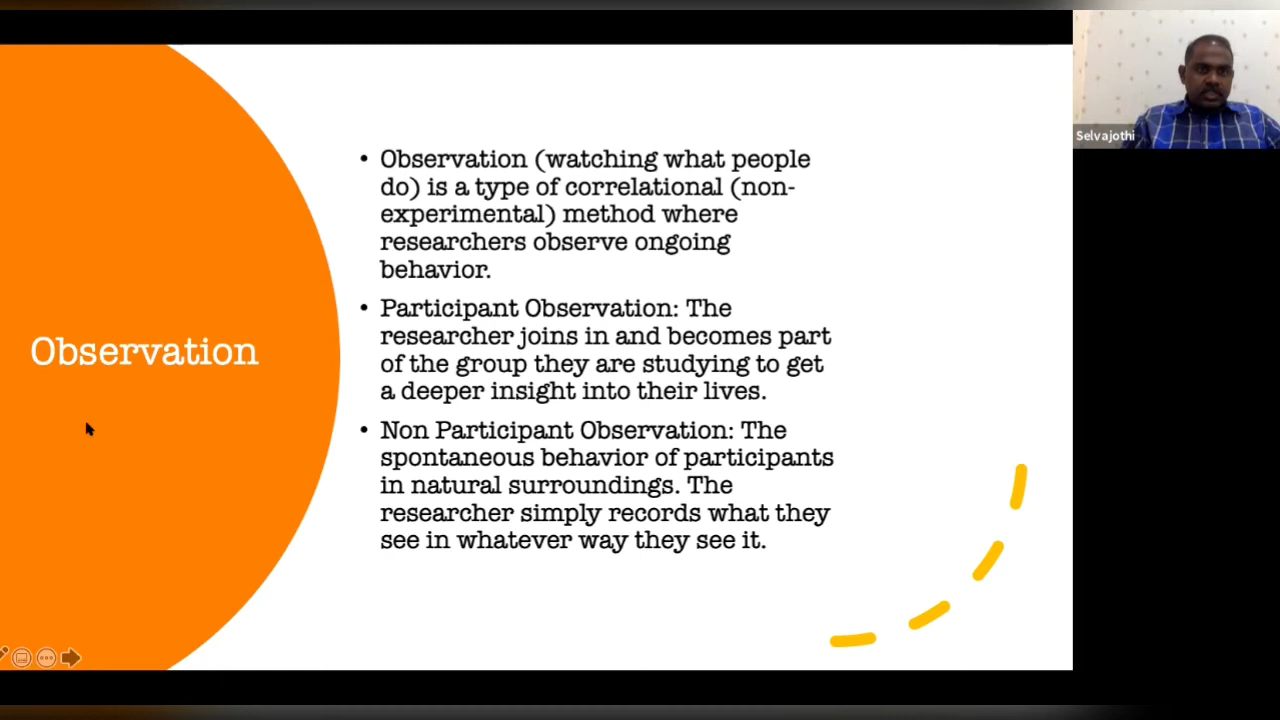 Observation
• Observation (watching what people
do) is a type of correlational (non-
experimental) method where
researchers observe ongoing
behavior.
• Participant Observation: The
researcher joins in and becomes part
of the group they are studying to get
a deeper insight into their lives.
• Non Participant Observation: The
spontaneous behavior of participants
in natural surroundings. The
researcher simply records what they
see in whatever way they see it.
Selvajothi